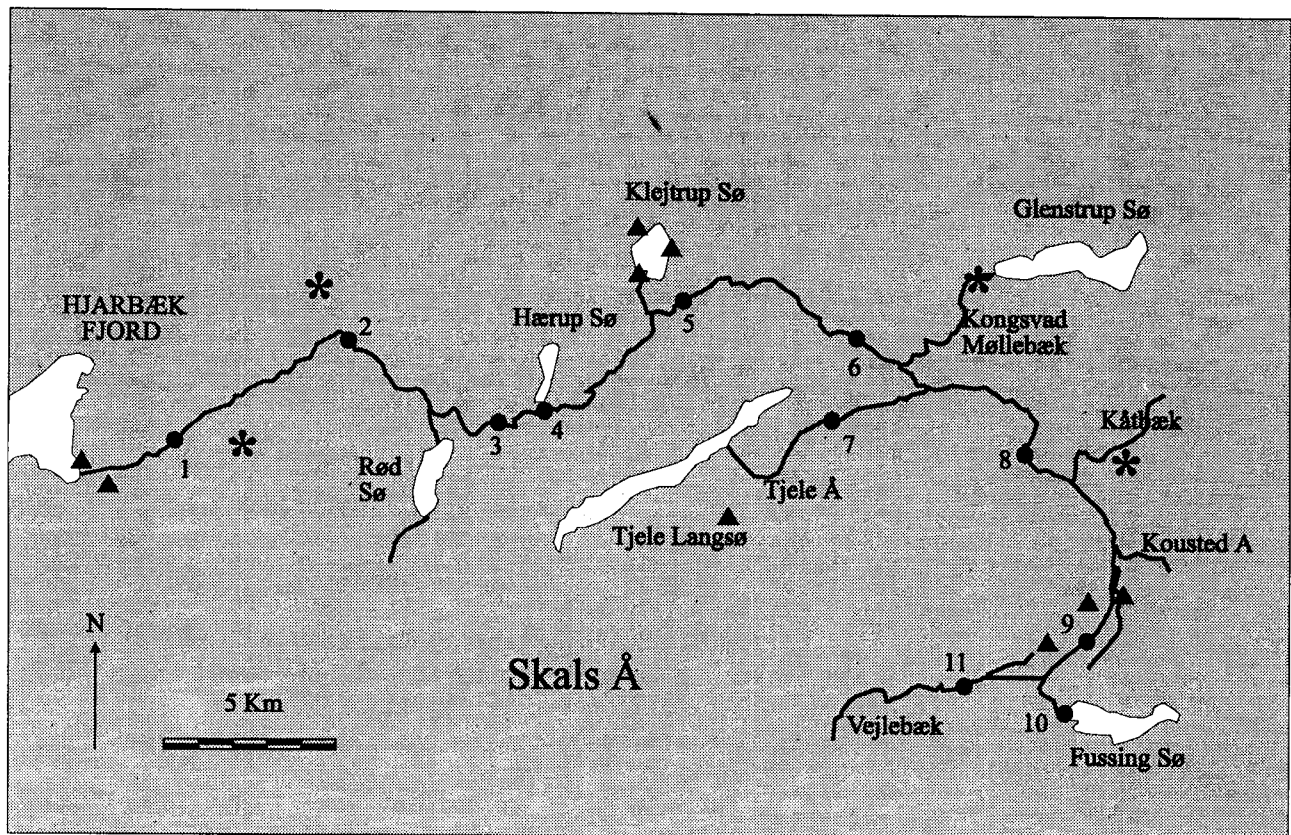 Klejtrup Sø
Glenstrup Sø
HJARBÆK
FJORD
2
Hærup Sø
5
Kongsvad
Møllebæk
6
1
3
4
7
8
Kåtbæk
Rød
Sø
Tjele Å
Tjele Langsø
Kousted A
N
9
Skals Å
11
5 Km
Vejlebæk
10
Fussing Sø